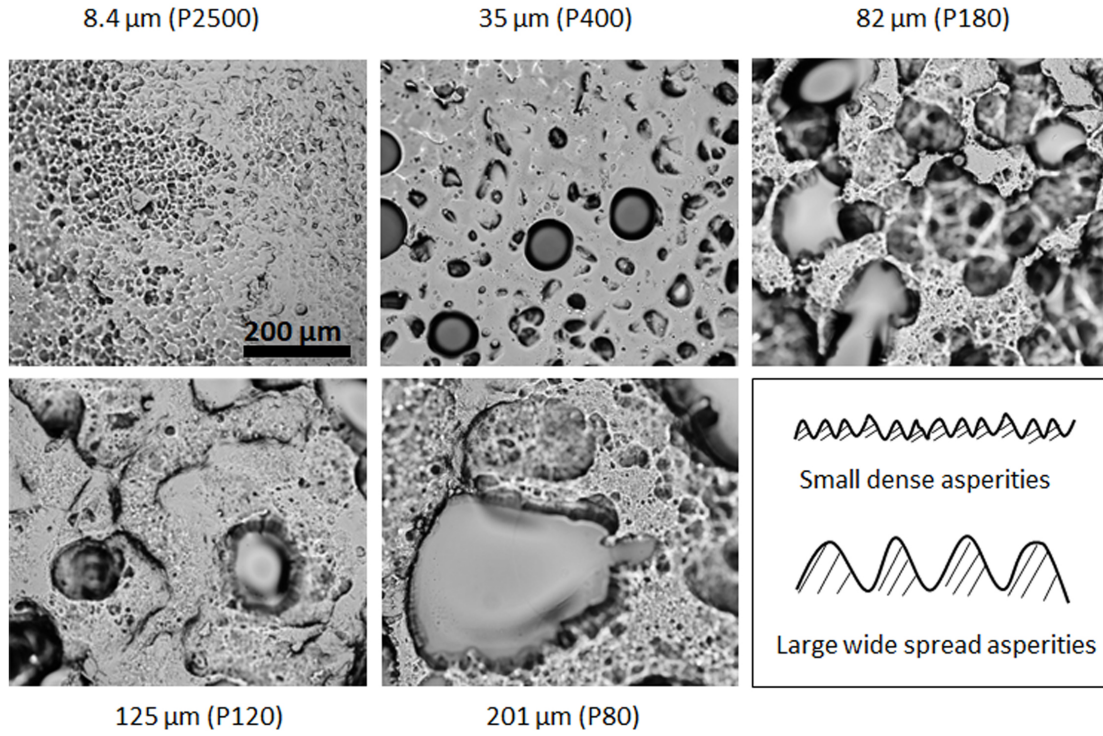 8.4 µm (P2500)
35 µm (P400)
82 µm (P180)
200 µm
Small dense asperities
Large wide spread asperities
125 µm (P120)
201 µm (P80)